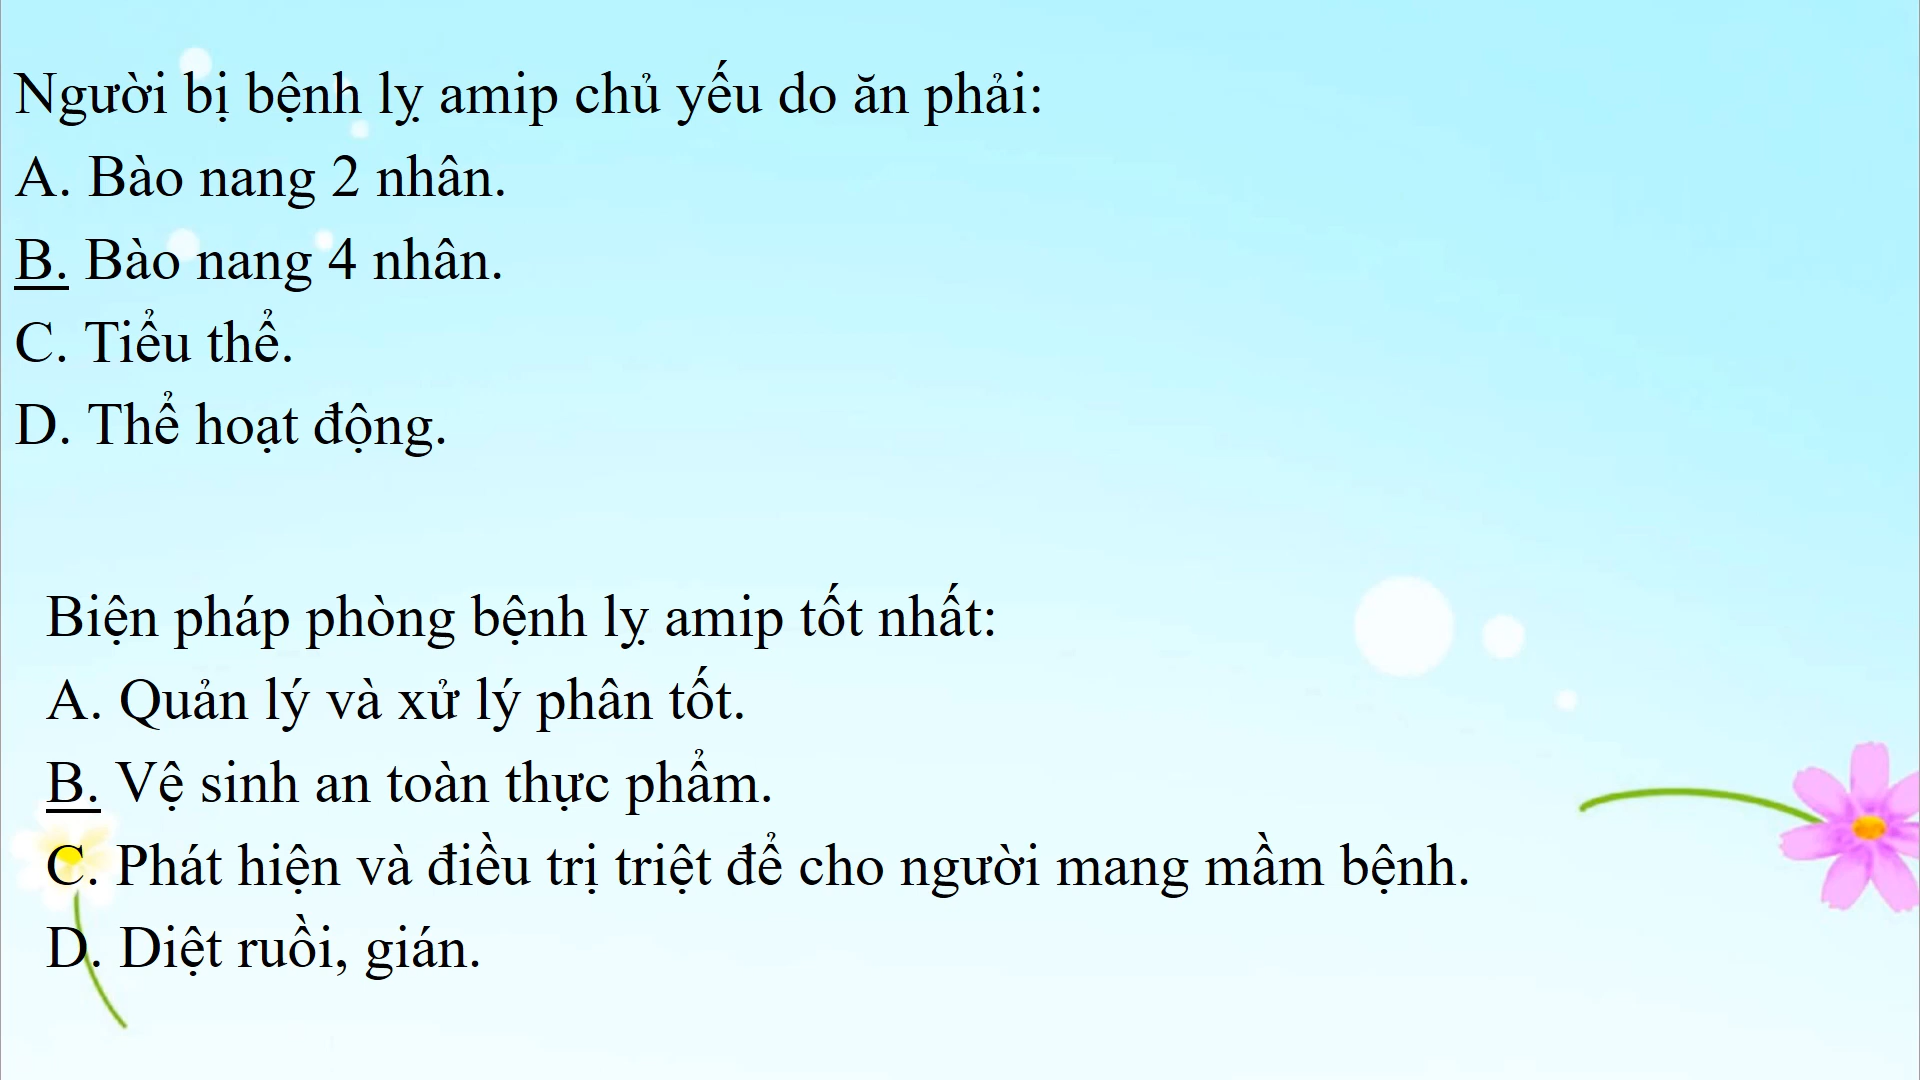 Người bị bệnh lỵ amip chủ yếu do ăn phải:
A. Bào nang 2 nhân.
B. Bào nang 4 nhân.
C. Tiểu thể.
D. Thể hoạt động.
Biện pháp phòng bệnh lỵ amip tốt nhất:
A. Quản lý và xử lý phân tốt.
B. Vệ sinh an toàn thực phẩm.
C. Phát hiện và điều trị triệt để cho người mang mầm bệnh.
D. Diệt ruồi, gián.